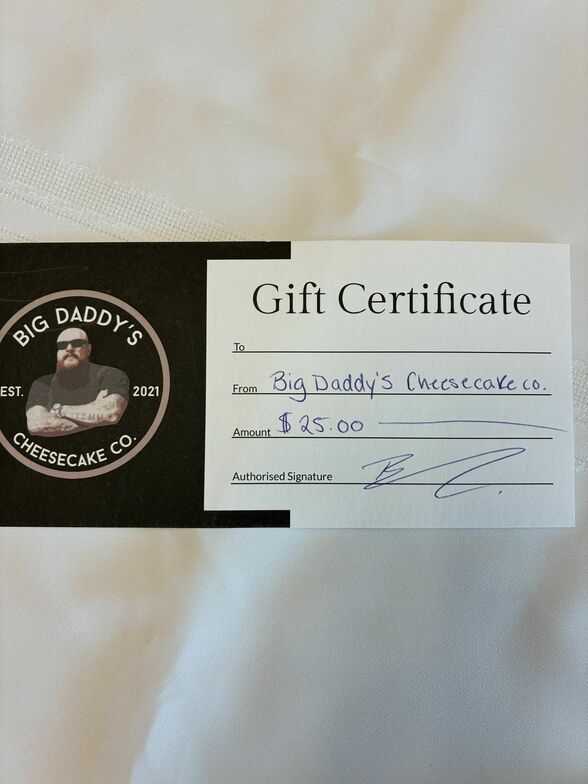 BIG DADDY'S
EST. 2021
CHEESECAKE CO.
Gift Certificate
To
From Big Daddy's Cheesecake co.
Amount $ 25.00
Authorised Signature